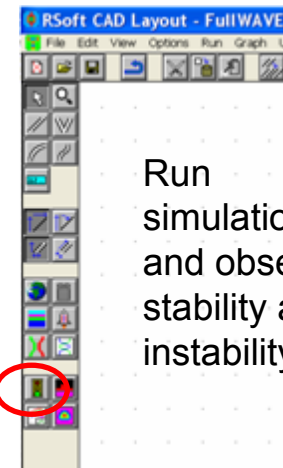 RSoft CAD Layout - FullWAVE
File Edit View Options Run Graph
Run
simulatio
and obse
stability a
instability